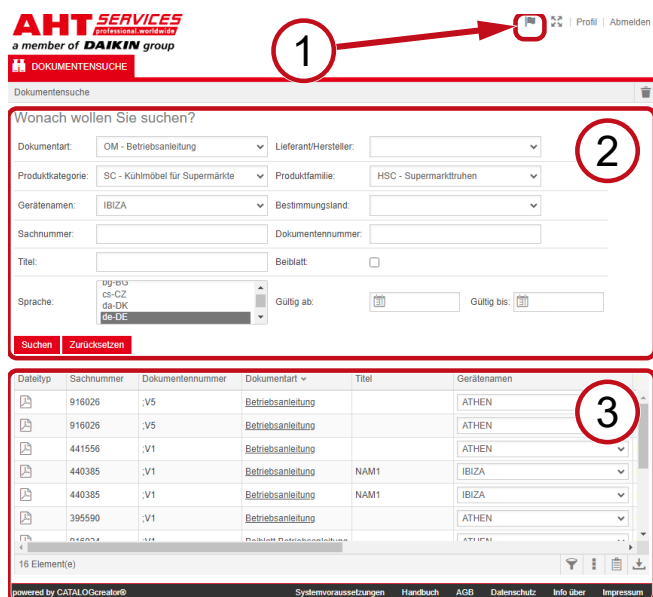 AHT SERVICES
professional.worldwide
a member of DAIKIN group
1
Profil | Abmelden
DOKUMENTENSUCHE
Dokumentensuche
Wonach wollen Sie suchen?
2
Dokumentart: OM - Betriebsanleitung Lieferant/Hersteller:
Produktkategorie: SC - Kühlmöbel für Supermärkte Produktfamilie: HSC - Supermarkttruhen
Gerätenamen: IBIZA Bestimmungsland:
Sachnummer: Dokumentennummer:
Titel: Beiblatt:
bg-BG
cs-CZ
Sprache: da-DK Gültig ab: Gültig bis:
de-DE
Suchen Zurücksetzen
Dateityp Sachnummer Dokumentennummer Dokumentart Titel Gerätenamen
916026 ;V5 Betriebsanleitung ATHEN
3
916026 ;V5 Betriebsanleitung ATHEN
441556 ;V1 Betriebsanleitung ATHEN
440385 ;V1 Betriebsanleitung NAM1 IBIZA
440385 ;V1 Betriebsanleitung NAM1 IBIZA
395590 ;V1 Betriebsanleitung ATHEN
916024 ;V1 Beiblatt Betriebsanleitung ATHEN
16 Element(e)
powered by CATALOGcreator® Systemvoraussetzungen Handbuch AGB Datenschutz Info über Impressum